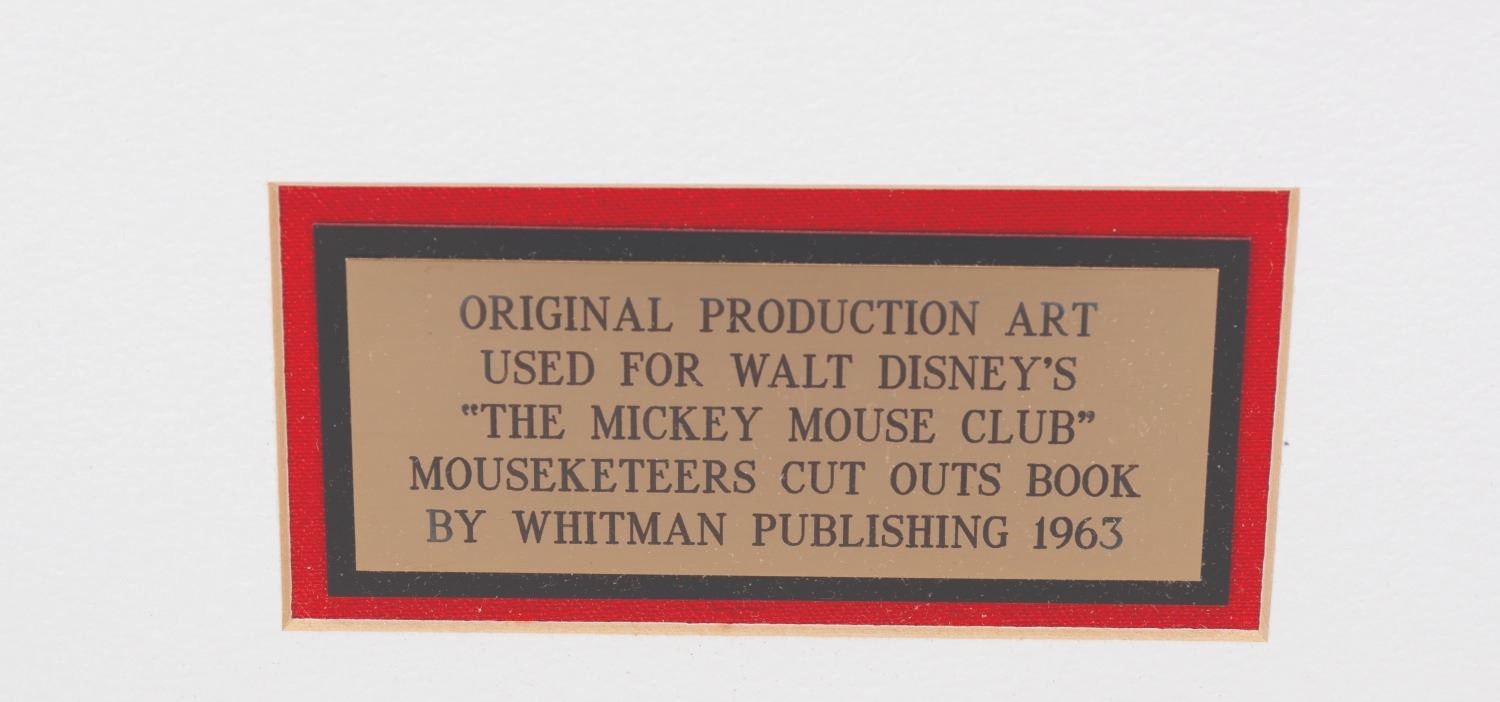 ORIGINAL PRODUCTION ART
USED FOR WALT DISNEY’S
“THE MICKEY MOUSE CLUB”
MOUSEKETEERS CUT OUTS BOOK
BY WHITMAN PUBLISHING 1963